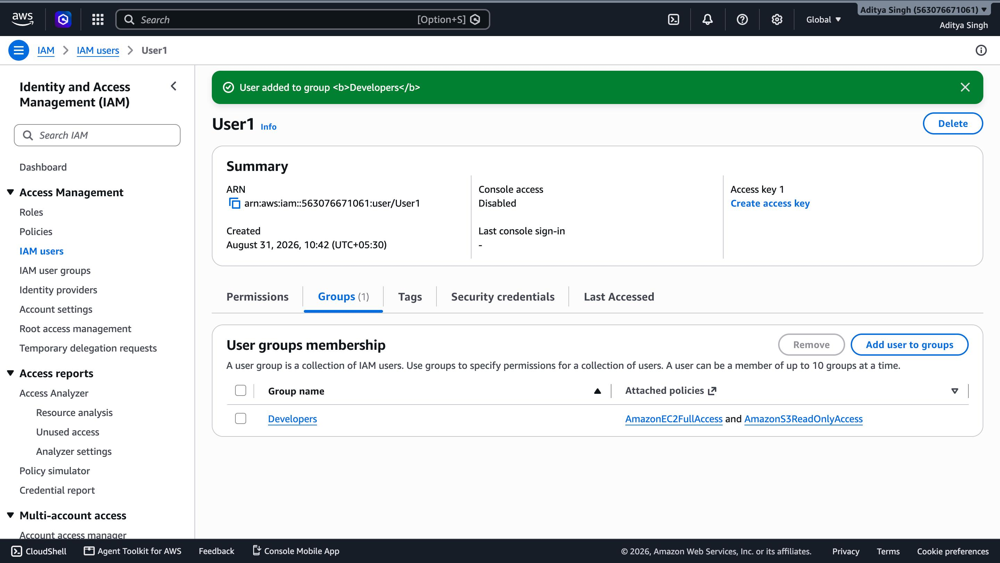 aws
Search
[Option+S]
Global
Aditya Singh (563076671061)
Aditya Singh
IAM
IAM users
User1
Identity and Access
Management (IAM)
Search IAM
Dashboard
Access Management
Roles
Policies
IAM users
IAM user groups
Identity providers
Account settings
Root access management
Temporary delegation requests
Access reports
Access Analyzer
Resource analysis
Unused access
Analyzer settings
Policy simulator
Credential report
Multi-account access
Account access manager
User added to group <b>Developers</b>
User1 Info
Delete
Summary
ARN
arn:aws:iam::563076671061:user/User1
Created
August 31, 2026, 10:42 (UTC+05:30)
Console access
Disabled
Last console sign-in
-
Access key 1
Create access key
Permissions
Groups (1)
Tags
Security credentials
Last Accessed
User groups membership
Remove
Add user to groups
A user group is a collection of IAM users. Use groups to specify permissions for a collection of users. A user can be a member of up to 10 groups at a time.
Group name
Attached policies
Developers
AmazonEC2FullAccess and AmazonS3ReadOnlyAccess
CloudShell
Agent Toolkit for AWS
Feedback
Console Mobile App
© 2026, Amazon Web Services, Inc. or its affiliates.
Privacy
Terms
Cookie preferences